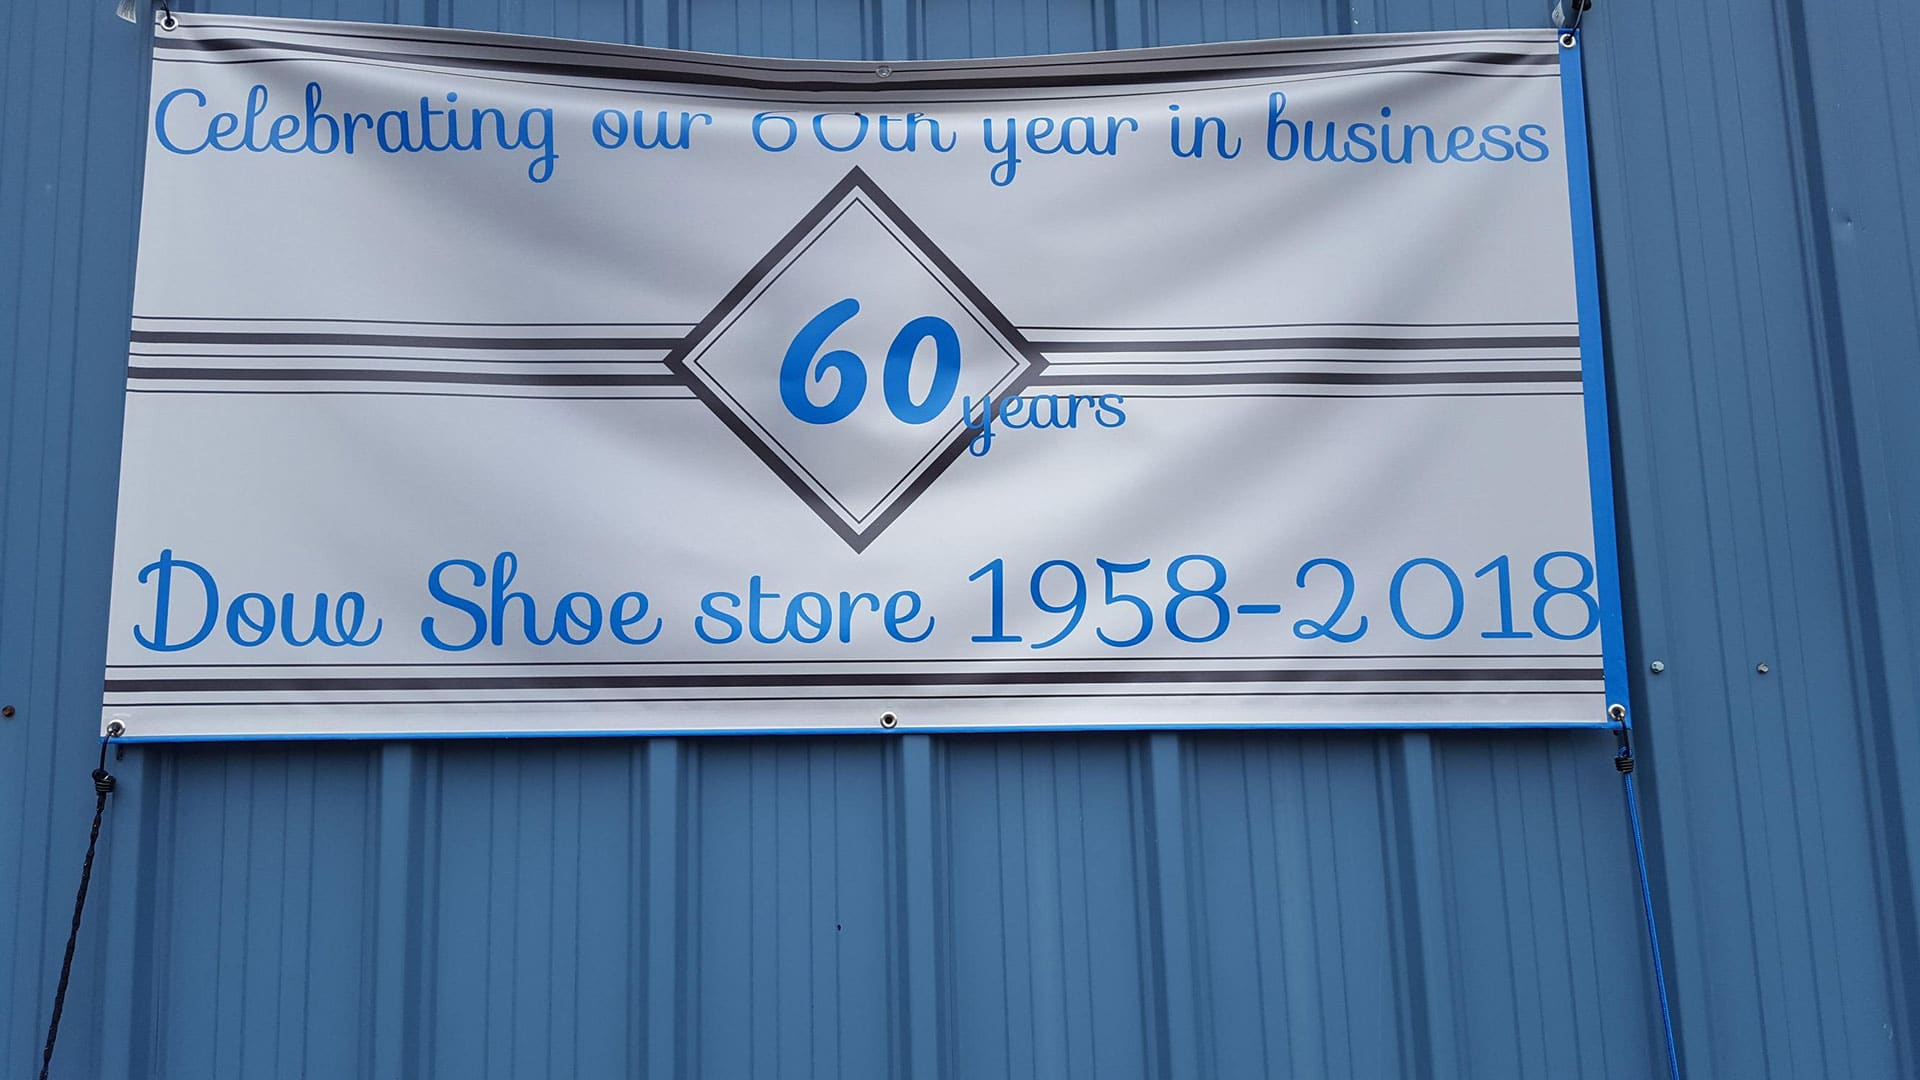 Celebrating our 60th year in business
60
years
Dow Shoe store 1958-2018